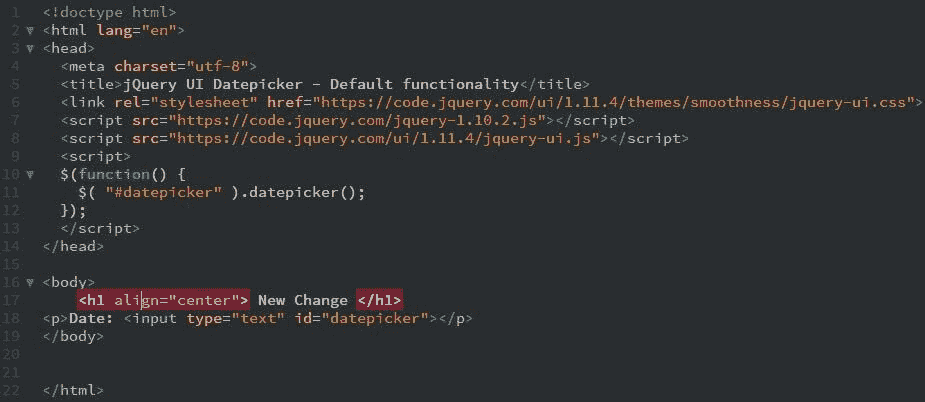 1 <!doctype html>
2 <html lang="en">
3 <head>
4 <meta charset="utf-8">
5 <title>jQuery UI Datepicker - Default functionality</title>
6 <link rel="stylesheet" href="https://code.jquery.com/ui/1.11.4/themes/smoothness/jquery-ui.css">
7 <script src="https://code.jquery.com/jquery-1.10.2.js"></script>
8 <script src="https://code.jquery.com/ui/1.11.4/jquery-ui.js"></script>
9 <script>
10 $(function() {
11 $( "#datepicker" ).datepicker();
12 });
13 </script>
14 </head>
15
16 <body>
17 <h1 align="center"> New Change </h1>
18 <p>Date: <input type="text" id="datepicker"></p>
19 </body>
20
21
22 </html>